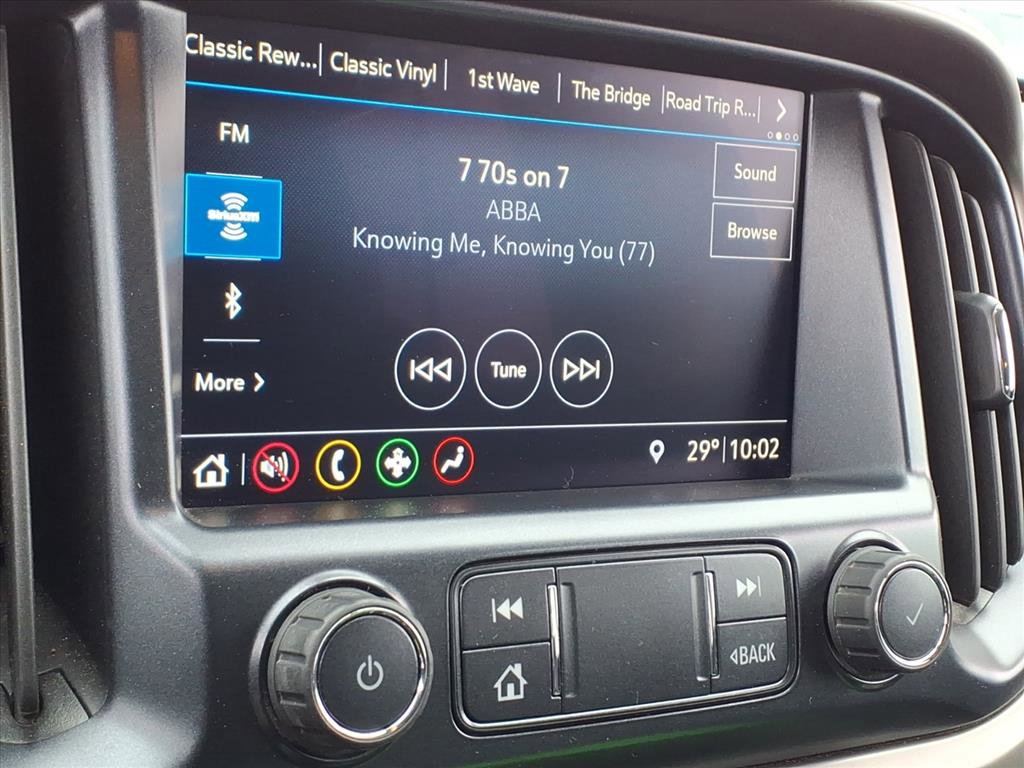 Classic Rew... Classic Vinyl 1st Wave The Bridge Road Trip R...
FM
7 70s on 7
Sound
SiriusXM
ABBA
Browse
Knowing Me, Knowing You (77)
More
Tune
29° 10:02
BACK